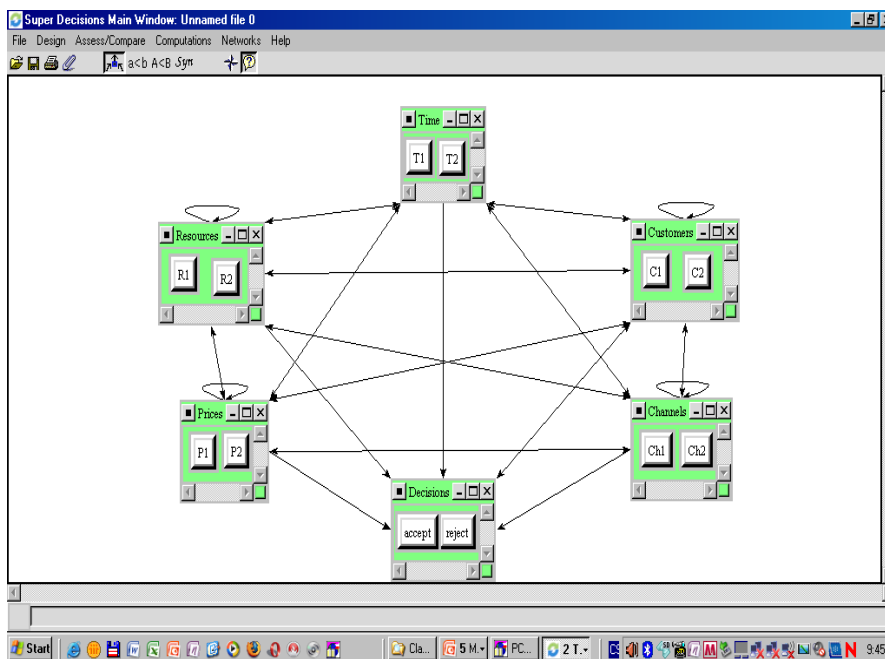 Super Decisions Main Window: Unnamed file 0
File Design Assess/Compare Computations Networks Help
a<b A<B Syn
Time
T1 T2
Resources
R1 R2
Customers
C1 C2
Prices
P1 P2
Channels
Ch1 Ch2
Decisions
accept reject
Start Cla... 5 M. PC... 2 T. CS 9:45